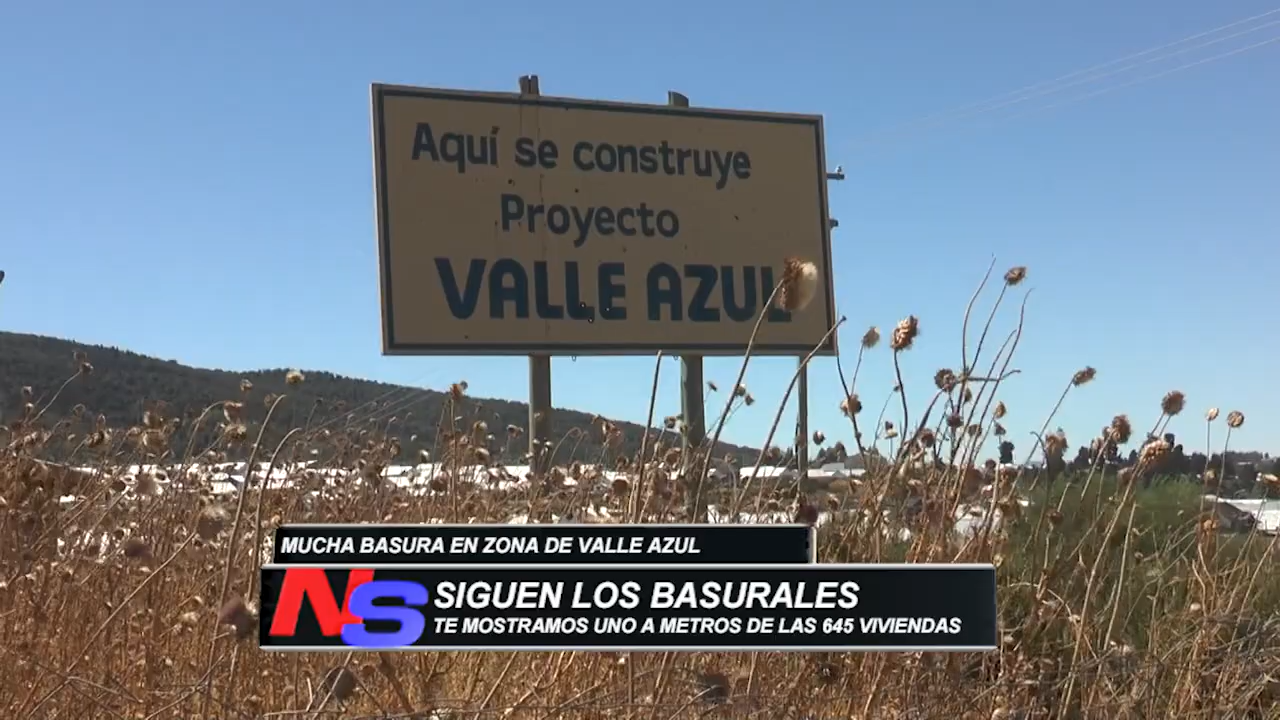 Aquí se construye
Proyecto
VALLE AZUL
MUCHA BASURA EN ZONA DE VALLE AZUL
NS
SIGUEN LOS BASURALES
TE MOSTRAMOS UNO A METROS DE LAS 645 VIVIENDAS